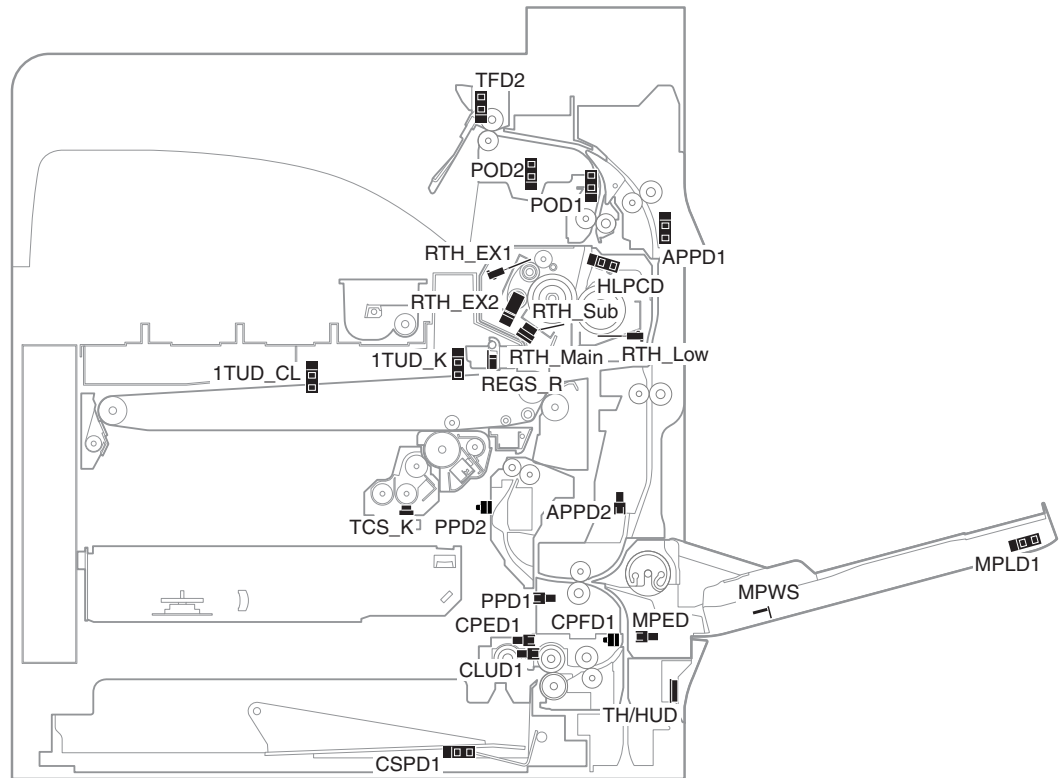 TFD2
POD2
POD1
APPD1
RTH_EX1
HLPCD
RTH_EX2
RTH_Sub
RTH_Main
RTH_Low
1TUD_K
1TUD_CL
REGS_R
TCS_K
PPD2
APPD2
MPLD1
MPWS
PPD1
CPED1
CPFD1
MPED
CLUD1
TH/HUD
CSPD1